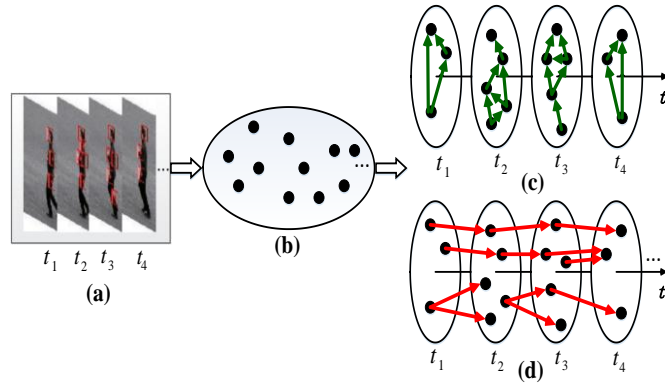 ... t
t₁ t₂ t₃ t₄
(c)
...
...
t₁ t₂ t₃ t₄
(a)
(b)
...
t
t₁ t₂ t₃ t₄
(d)